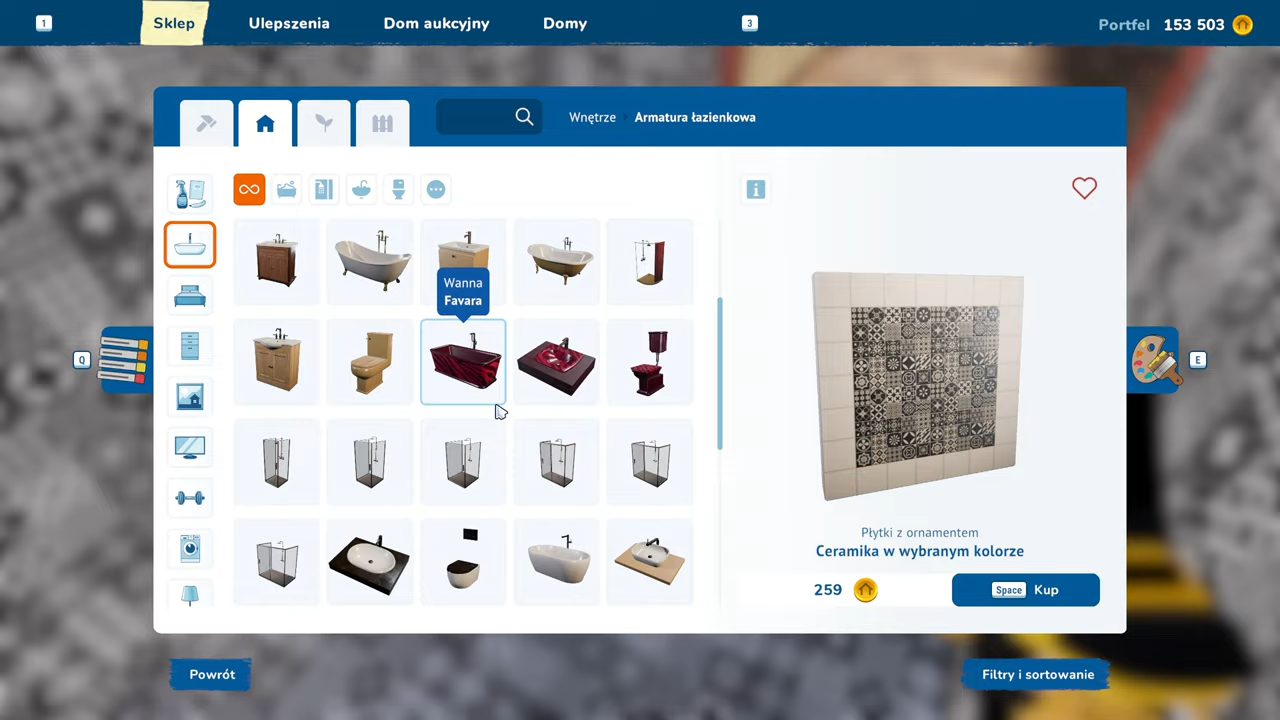 1
Sklep
Ulepszenia
Dom aukcyjny
Domy
3
Portfel 153 503
Wnętrze
Armatura łazienkowa
Wanna
Favara
Q
E
Płytki z ornamentem
Ceramika w wybranym kolorze
259
Space Kup
Powrót
Filtry i sortowanie